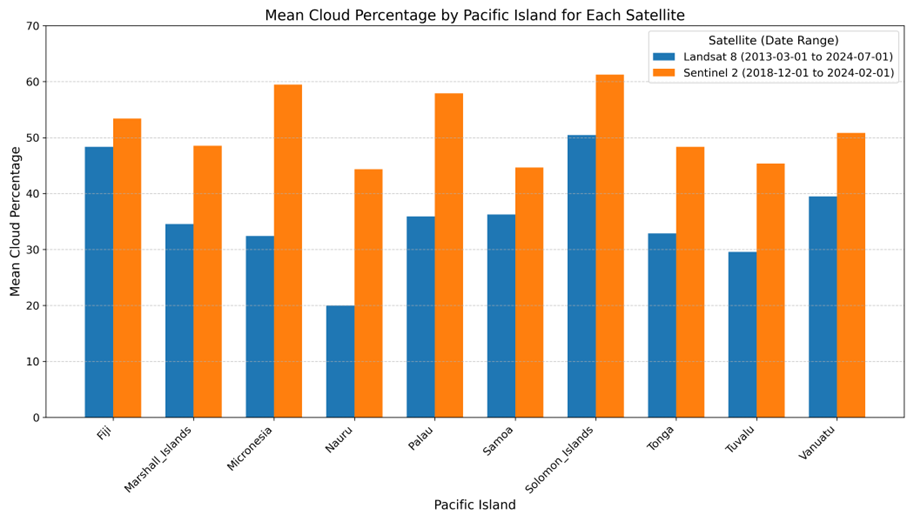 Mean Cloud Percentage by Pacific Island for Each Satellite
Satellite (Date Range)
Landsat 8 (2013-03-01 to 2024-07-01)
Sentinel 2 (2018-12-01 to 2024-02-01)
Mean Cloud Percentage
70
60
50
40
30
20
10
0
Fiji
Marshall_Islands
Micronesia
Nauru
Palau
Samoa
Solomon_Islands
Tonga
Tuvalu
Vanuatu
Pacific Island